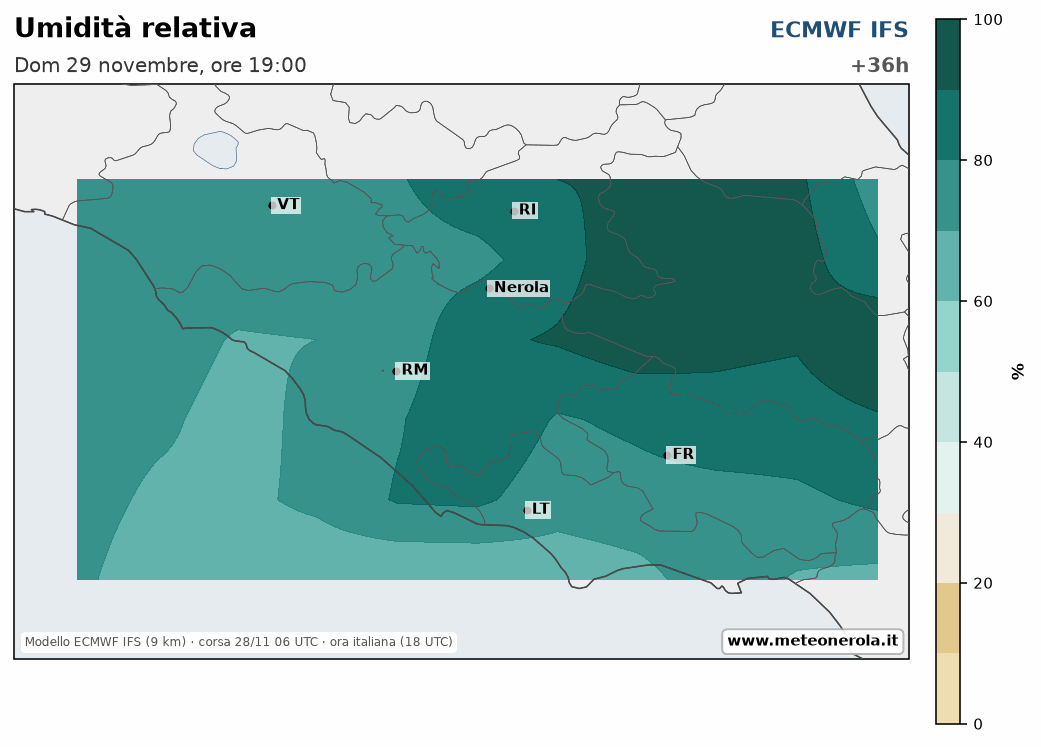 Umidità relativa
ECMWF IFS
Dom 29 novembre, ore 19:00
+36h
100
80
60
40
20
0
%
VT
RI
Nerola
RM
FR
LT
Modello ECMWF IFS (9 km) · corsa 28/11 06 UTC · ora italiana (18 UTC)
www.meteonerola.it